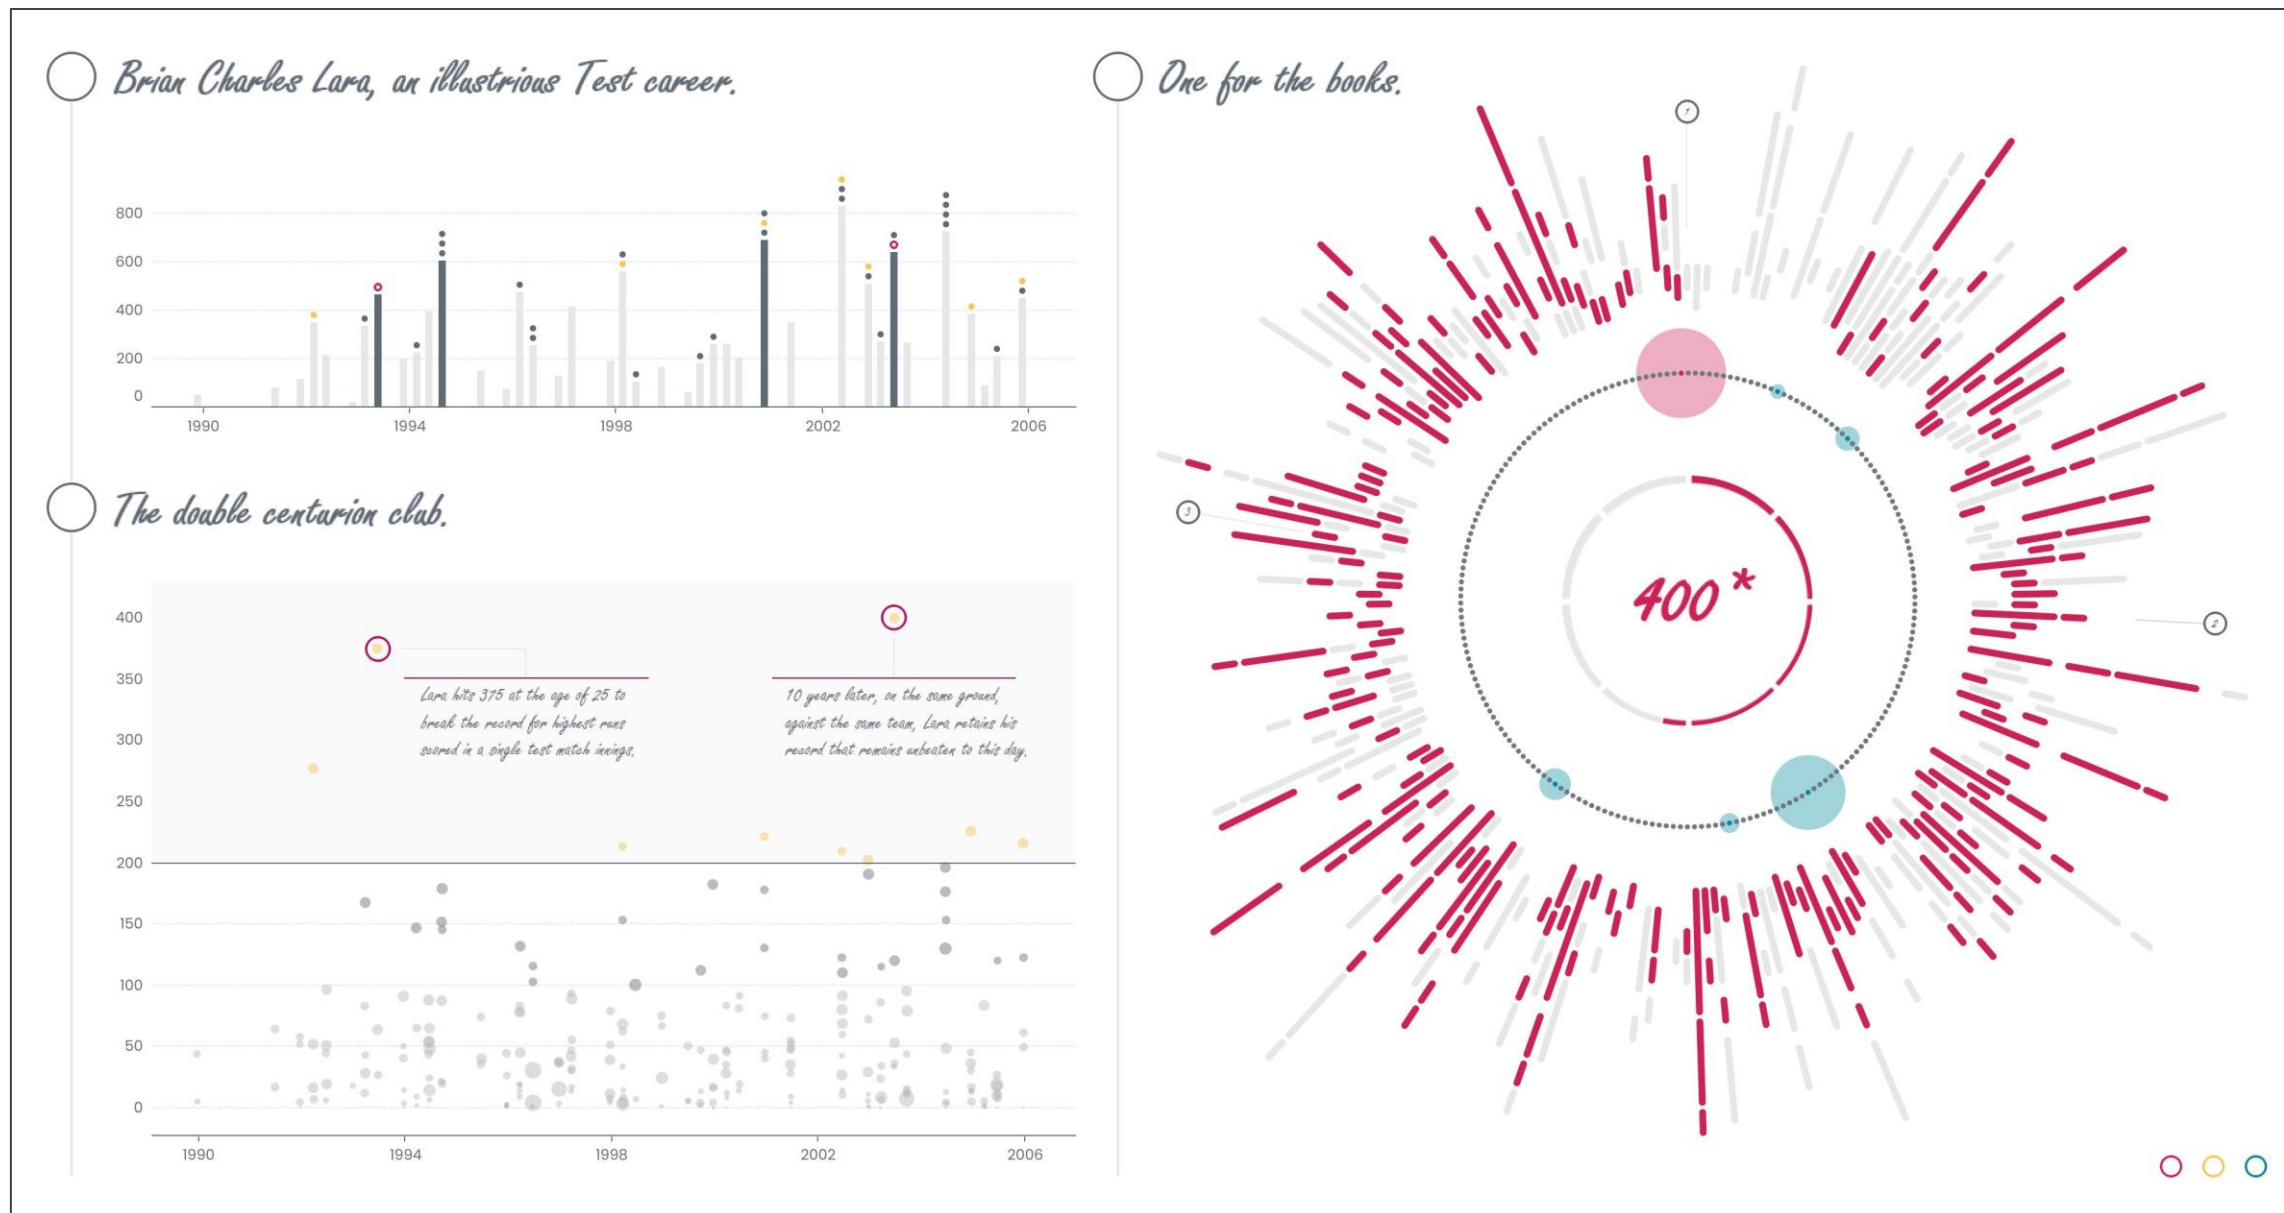 Brian Charles Lara, an illustrious Test career.
800
600
400
200
0
1990 1994 1998 2002 2006
The double centurion club.
400
350
300
250
200
150
100
50
0
Lara hits 375 at the age of 25 to
break the record for highest runs
scored in a single test match innings.
10 years later, on the same ground,
against the same team, Lara retains his
record that remains unbeaten to this day.
1990 1994 1998 2002 2006
One for the books.
1
3
400*
2